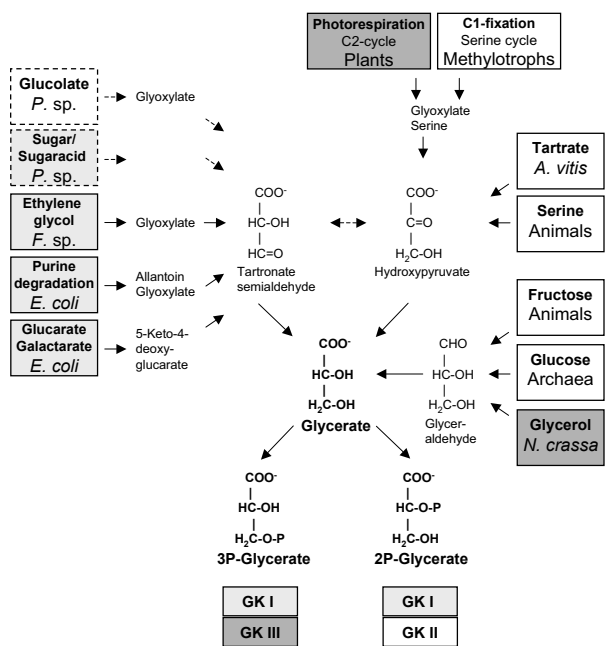 Photorespiration
C2-cycle
Plants
C1-fixation
Serine cycle
Methylotrophs
Glucolate
P. sp.
Glyoxylate
Glyoxylate
Serine
Sugar/
Sugaracid
P. sp.
Tartrate
A. vitis
Ethylene
glycol
F. sp.
Glyoxylate
COO-
HC-OH
HC=O
Tartronate
semialdehyde
COO-
C=O
H2C-OH
Hydroxypyruvate
Serine
Animals
Purine
degradation
E. coli
Allantoin
Glyoxylate
Glucarate
Galactarate
E. coli
5-Keto-4-
deoxy-
glucarate
Fructose
Animals
COO-
HC-OH
H2C-OH
Glycerate
CHO
HC-OH
H2C-OH
Glycer-
aldehyde
Glucose
Archaea
Glycerol
N. crassa
COO-
HC-OH
H2C-O-P
3P-Glycerate
COO-
HC-O-P
H2C-OH
2P-Glycerate
GK I
GK III
GK I
GK II